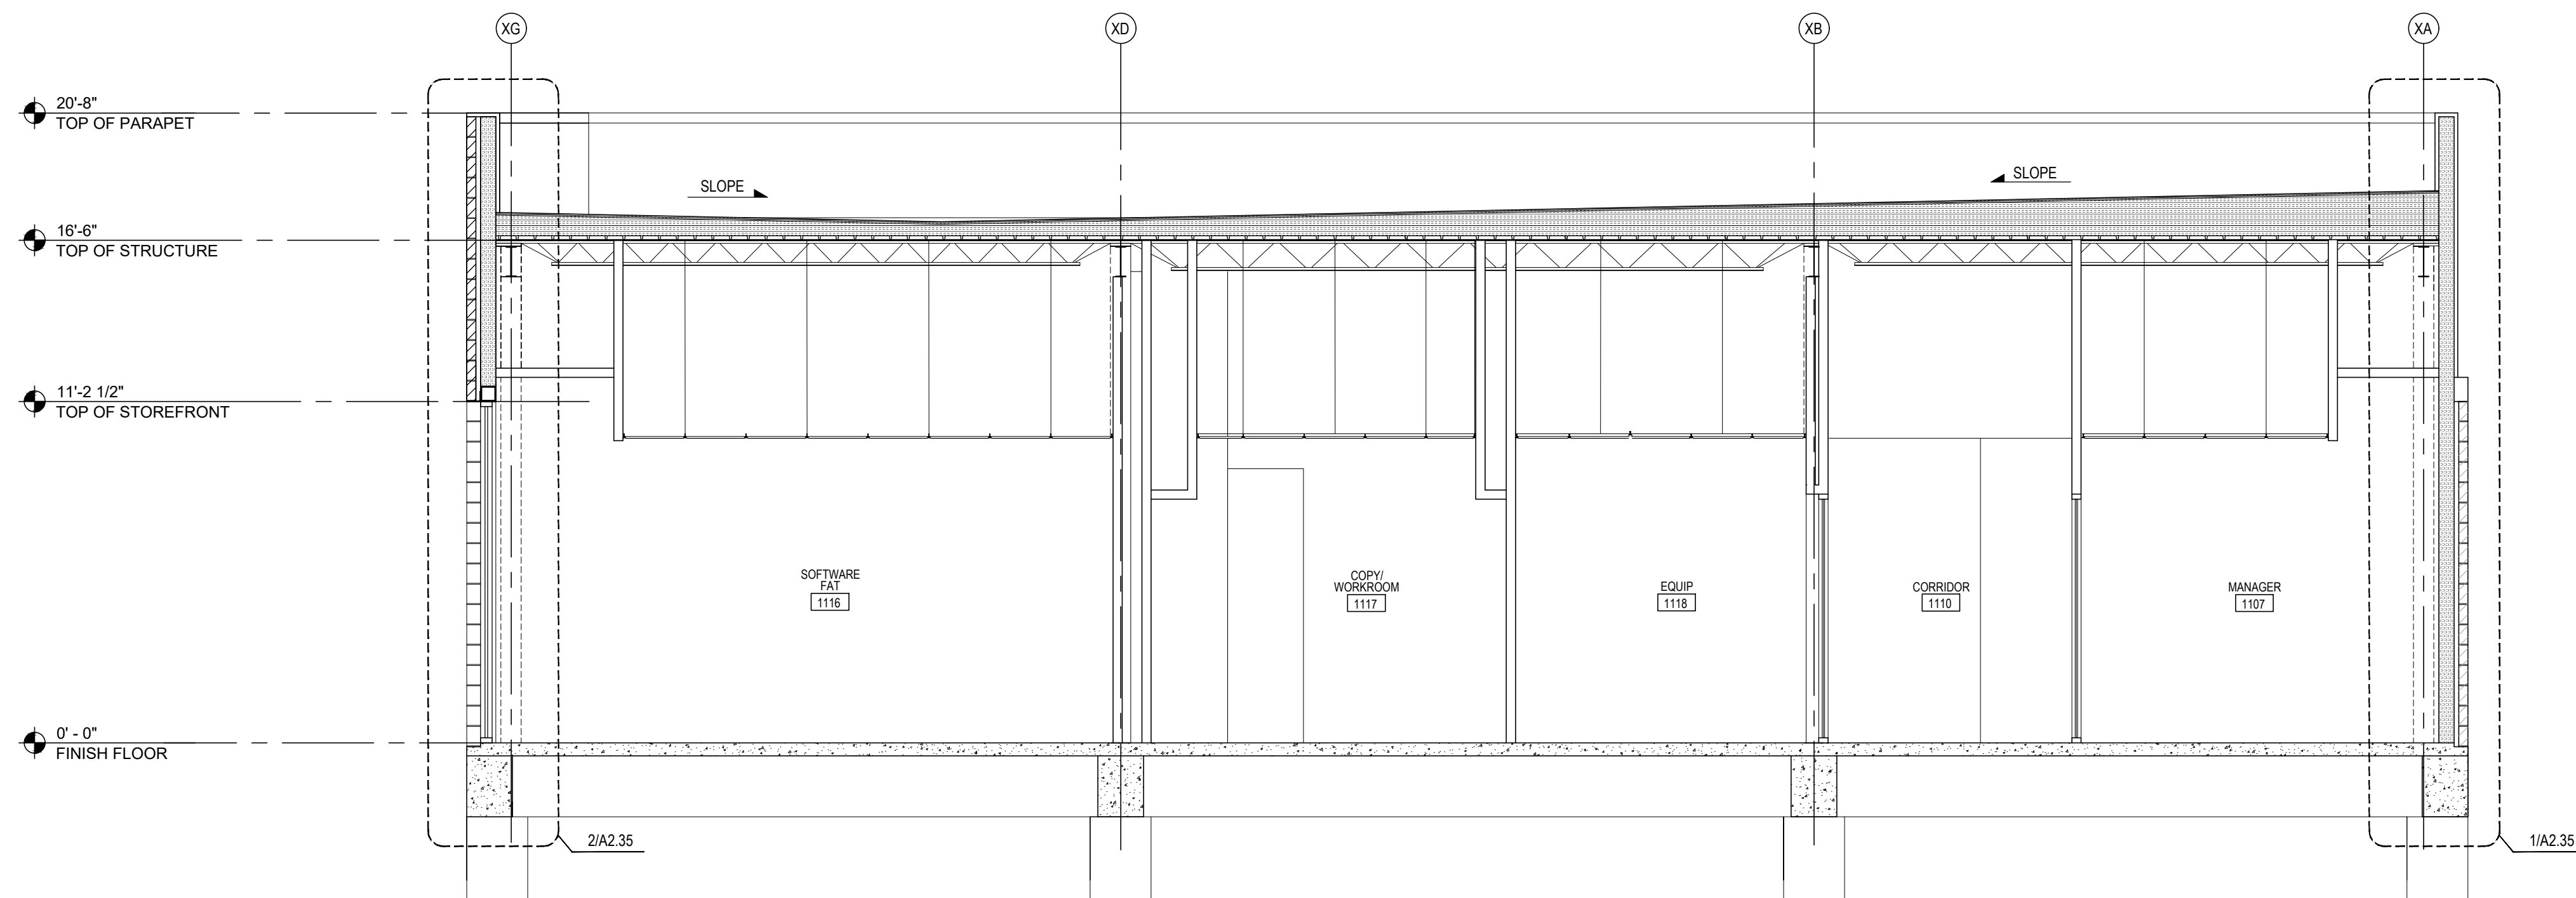 XG
XD
XB
XA
20'-8"
TOP OF PARAPET
SLOPE
SLOPE
16'-6"
TOP OF STRUCTURE
11'-2 1/2"
TOP OF STOREFRONT
SOFTWARE
FAT
1116
COPY/
WORKROOM
1117
EQUIP
1118
CORRIDOR
1110
MANAGER
1107
0' - 0"
FINISH FLOOR
2/A2.35
1/A2.35